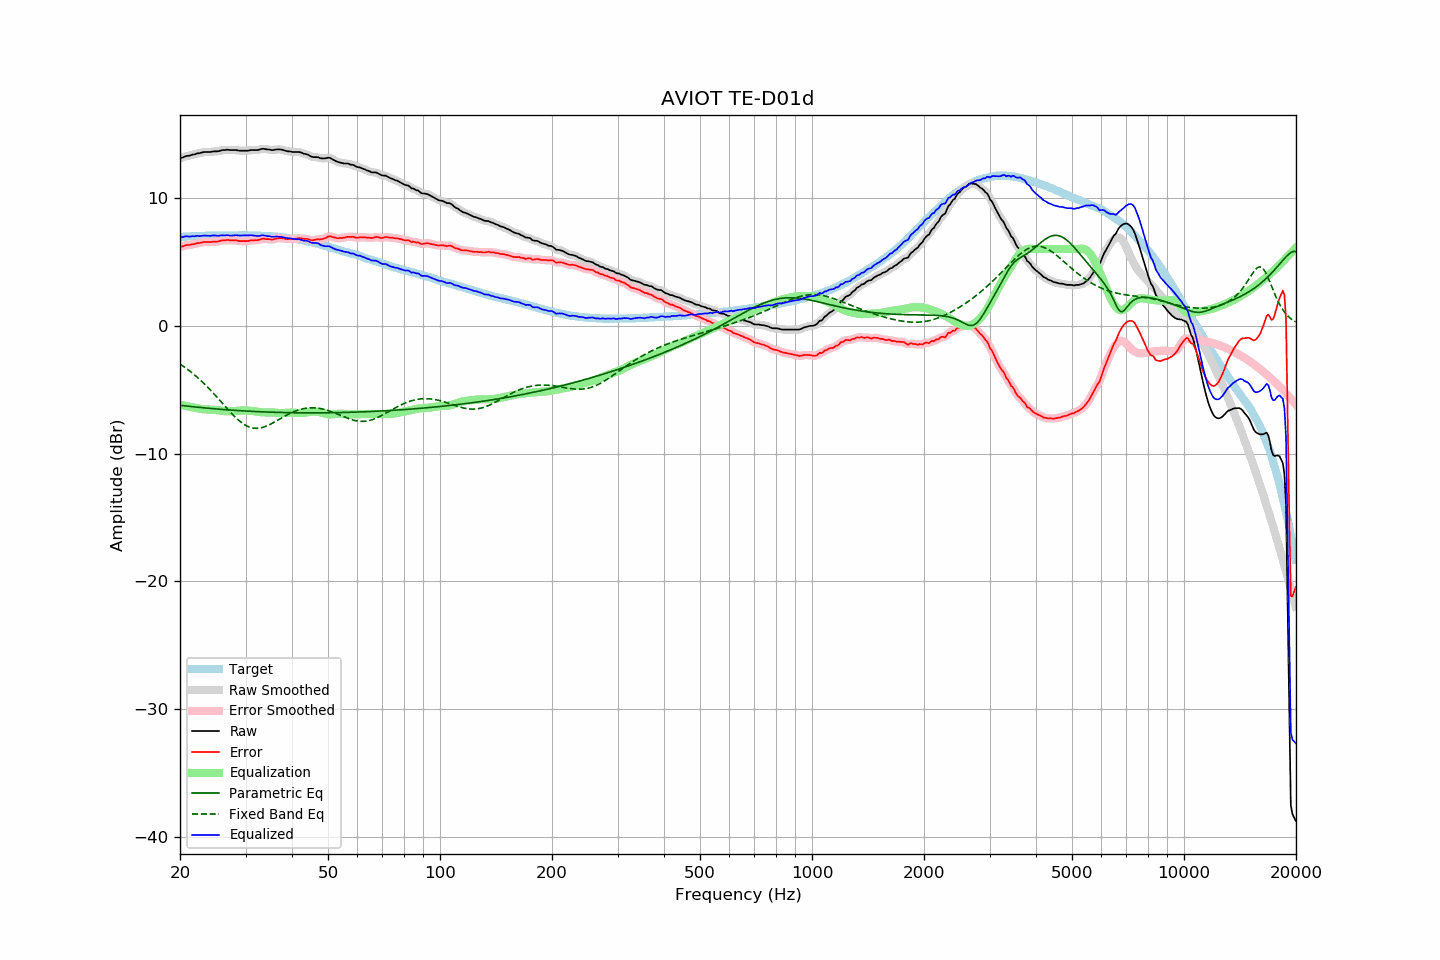 AVIOT TE-D01d
10
0
−10
−20
−30
−40
Amplitude (dBr)
Target
Raw Smoothed
Error Smoothed
Raw
Error
Equalization
Parametric Eq
Fixed Band Eq
Equalized
20 50 100 200 500 1000 2000 5000 10000 20000
Frequency (Hz)